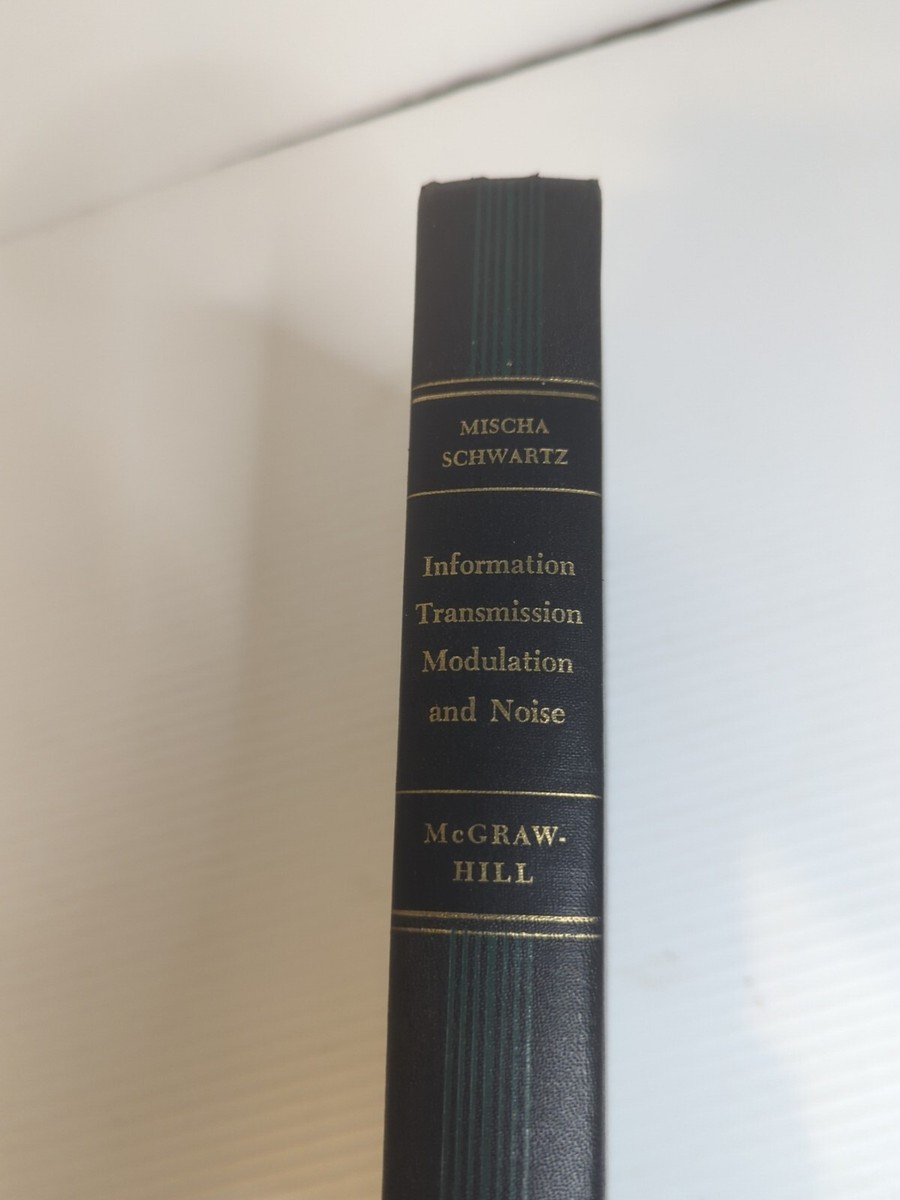 MISCHA
SCHWARTZ
Information
Transmission
Modulation
and Noise
McGRAW-
HILL